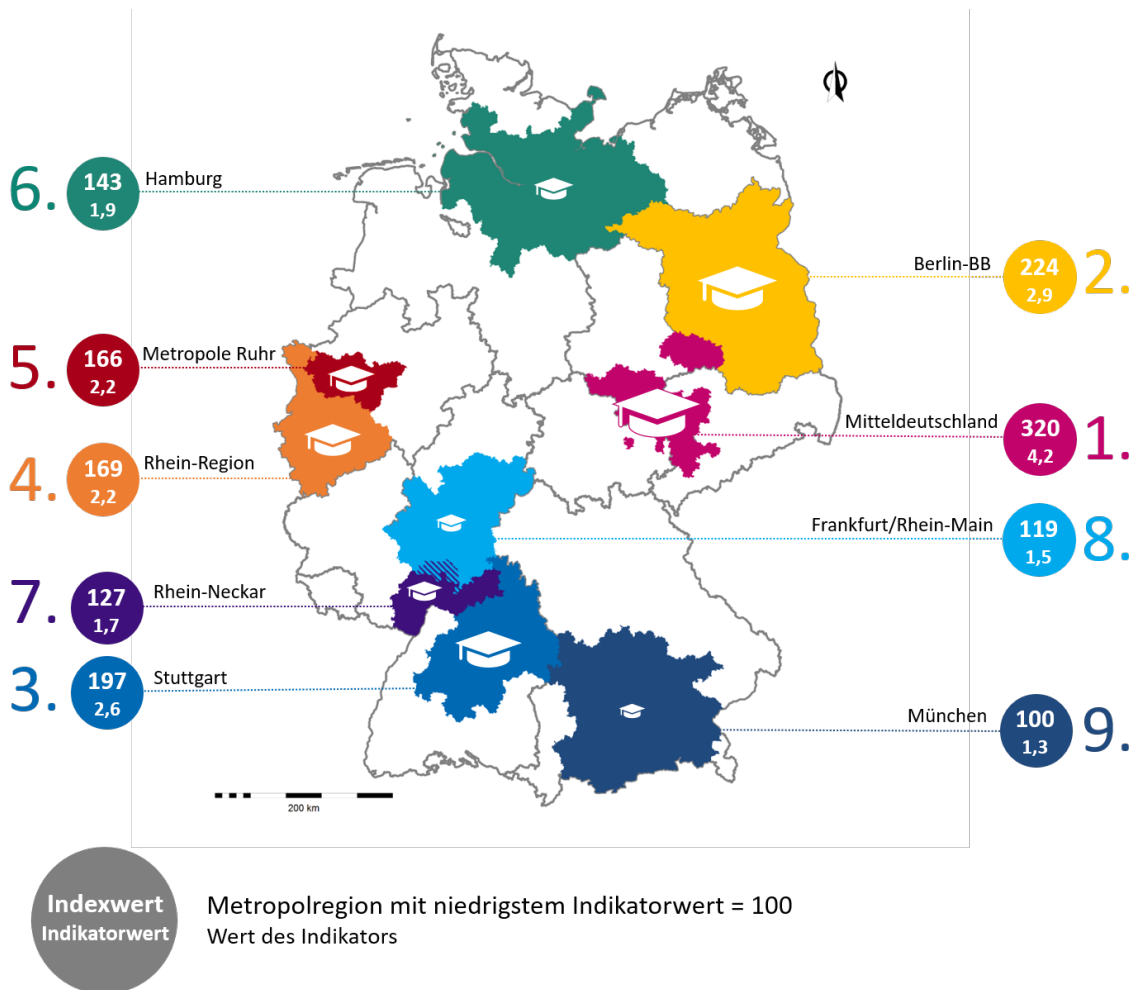 6.
143
1,9
Hamburg
Berlin-BB
224
2,9
2.
5.
166
2,2
Metropole Ruhr
Mitteldeutschland
320
4,2
1.
4.
169
2,2
Rhein-Region
Frankfurt/Rhein-Main
119
1,5
8.
7.
127
1,7
Rhein-Neckar
3.
197
2,6
Stuttgart
München
100
1,3
9.
200 km
Indexwert
Indikatorwert
Metropolregion mit niedrigstem Indikatorwert = 100
Wert des Indikators